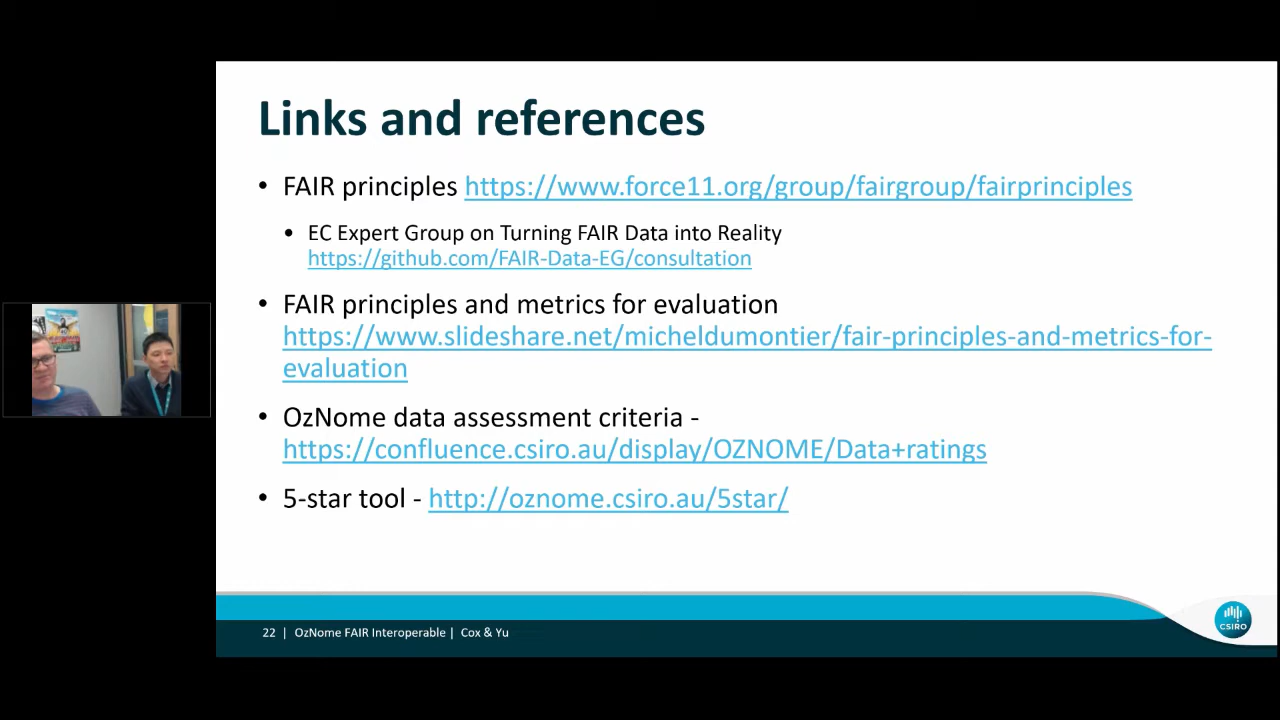 Links and references
• FAIR principles https://www.force11.org/group/fairgroup/fairprinciples
• EC Expert Group on Turning FAIR Data into Reality
https://github.com/FAIR-Data-EG/consultation
• FAIR principles and metrics for evaluation
https://www.slideshare.net/micheldumontier/fair-principles-and-metrics-for-
evaluation
• OzNome data assessment criteria -
https://confluence.csiro.au/display/OZNOME/Data+ratings
• 5-star tool - http://oznome.csiro.au/5star/
22 | OzNome FAIR Interoperable | Cox & Yu
CSIRO